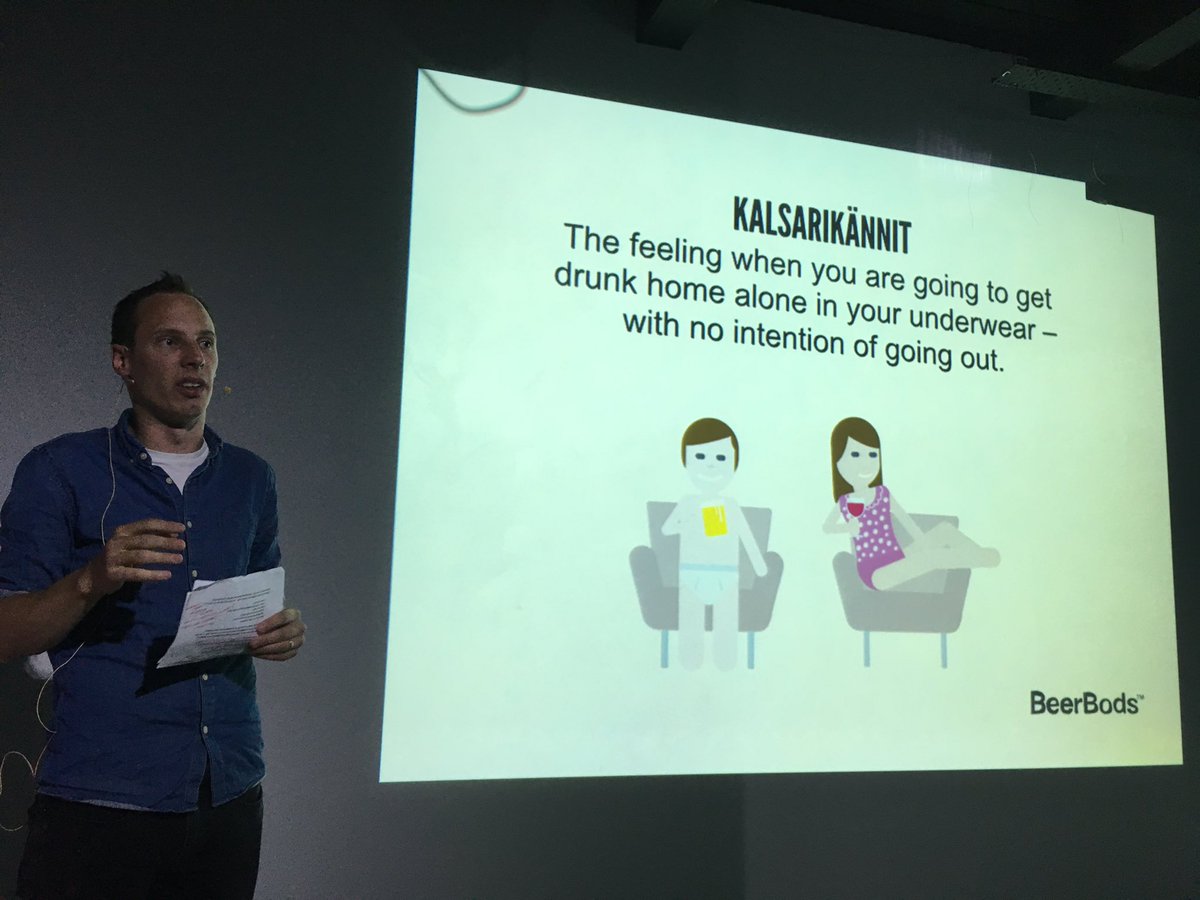 KALSARIKÄNNIT
The feeling when you are going to get
drunk home alone in your underwear –
with no intention of going out.
BeerBods™